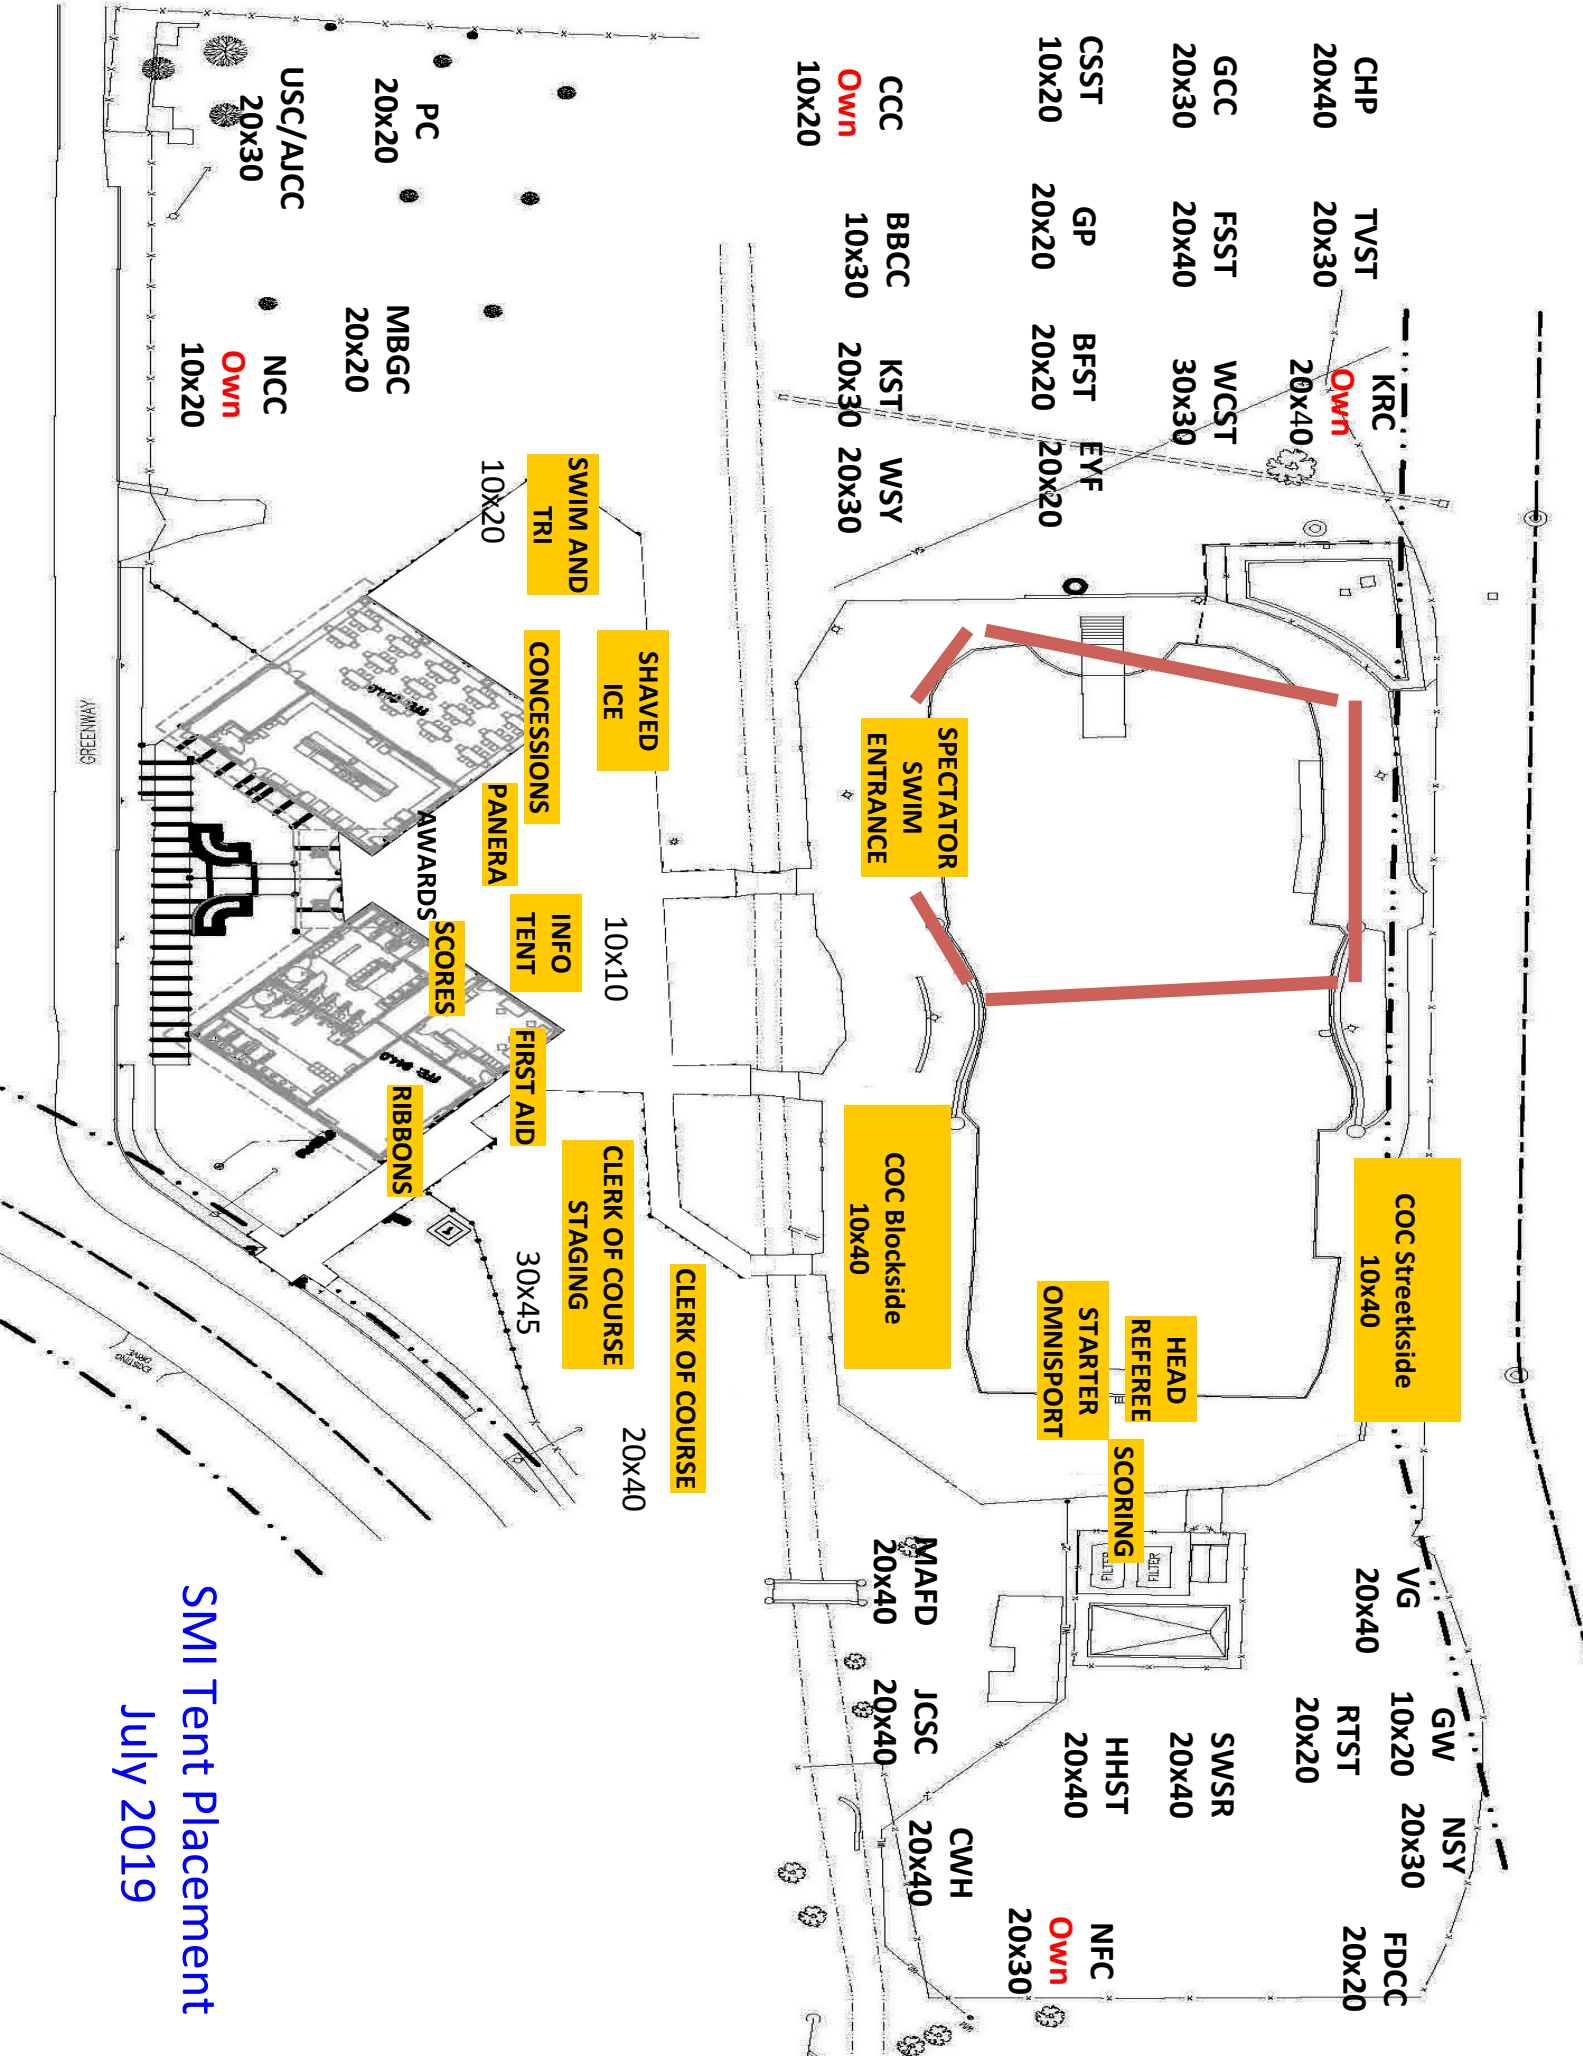 CHP
20x40
TVST
20x30
KRC
Own
20x40
GCC
20x30
FSST
20x40
WCST
30x30
CSST
10x20
GP
20x20
BFST
20x20
EYF
20x20
CCC
Own
10x20
BBCC
10x30
KST
20x30
WSY
20x30
COC Streetkside
10x40
VG
20x40
GW
10x20
NSY
20x30
RTST
20x20
FDCC
20x20
SWSR
20x40
HHST
20x40
NFC
Own
20x30
CWH
20x40
MAFD
20x40
JCSC
20x40
HEAD
REFEREE
STARTER
OMNISPORT
SCORING
FILTER
FILTER
SPECTATOR
SWIM
ENTRANCE
COC Blockside
10x40
SHAVED
ICE
SWIM AND
TRI
10x20
CONCESSIONS
PANERA
AWARDS
INFO
TENT
10x10
SCORES
FIRST AID
RIBBONS
CLERK OF COURSE
STAGING
30x45
CLERK OF COURSE
20x40
PC
20x20
USC/AJCC
20x30
MBGC
20x20
NCC
Own
10x20
GREENWAY
EXISTING
DRIVE
SMI Tent Placement
July 2019